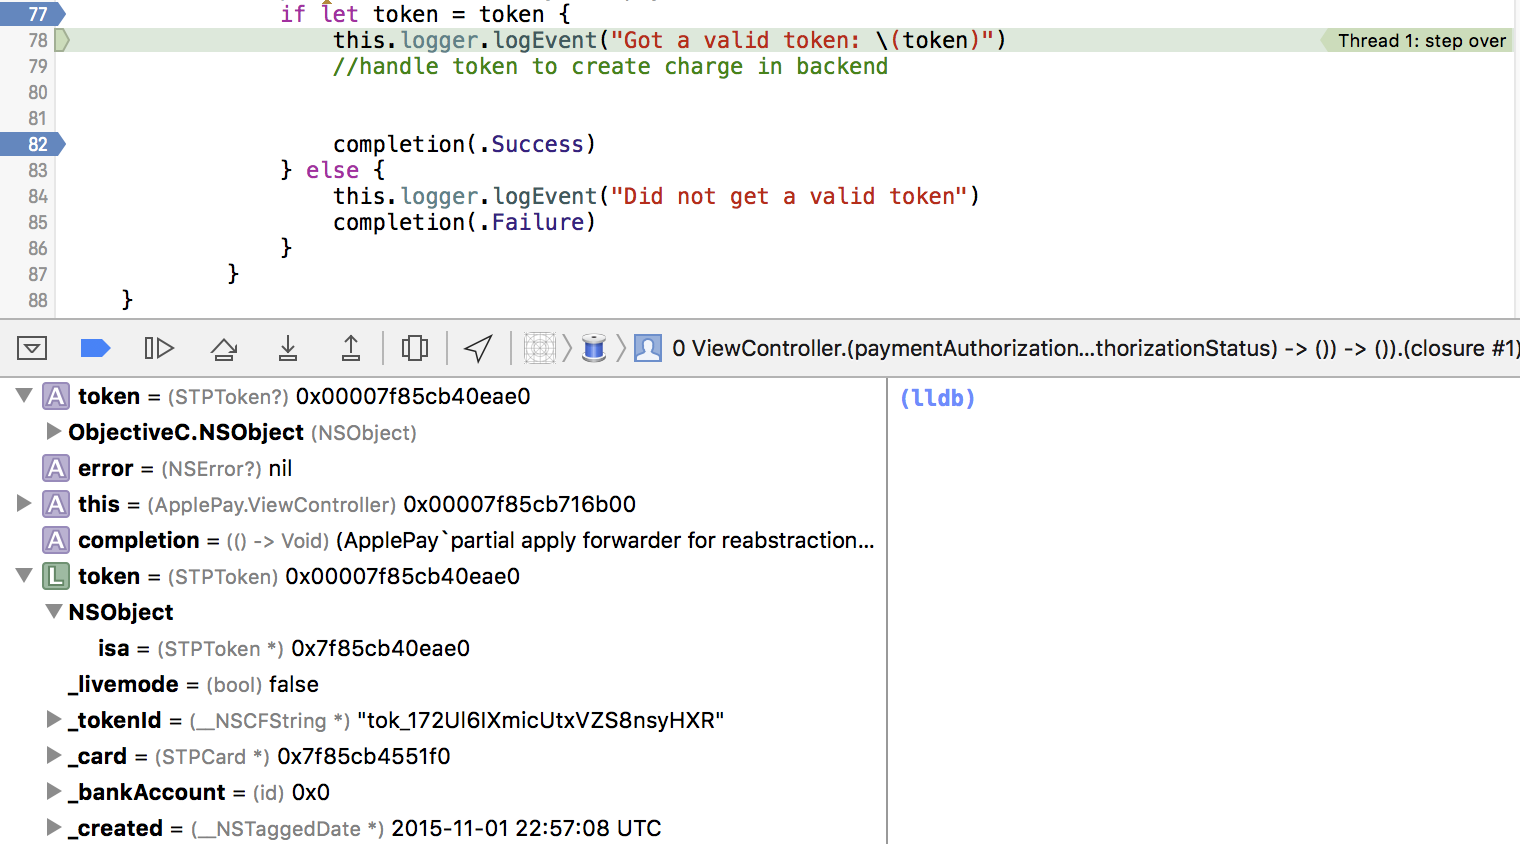 77 if let token = token {
78 this.logger.logEvent("Got a valid token: \(token)") Thread 1: step over
79 //handle token to create charge in backend
80
81
82 completion(.Success)
83 } else {
84 this.logger.logEvent("Did not get a valid token")
85 completion(.Failure)
86 }
87 }
88 }
0 ViewController.(paymentAuthorization...thorizationStatus) -> ()) -> ()).(closure #1)
A token = (STPToken?) 0x00007f85cb40eae0
ObjectiveC.NSObject (NSObject)
A error = (NSError?) nil
A this = (ApplePay.ViewController) 0x00007f85cb716b00
A completion = (() -> Void) (ApplePay`partial apply forwarder for reabstraction...
L token = (STPToken) 0x00007f85cb40eae0
NSObject
isa = (STPToken *) 0x7f85cb40eae0
_livemode = (bool) false
_tokenId = (__NSCFString *) "tok_172Ul6IXmicUtxVZS8nsyHXR"
_card = (STPCard *) 0x7f85cb4551f0
_bankAccount = (id) 0x0
_created = (__NSTaggedDate *) 2015-11-01 22:57:08 UTC
(lldb)